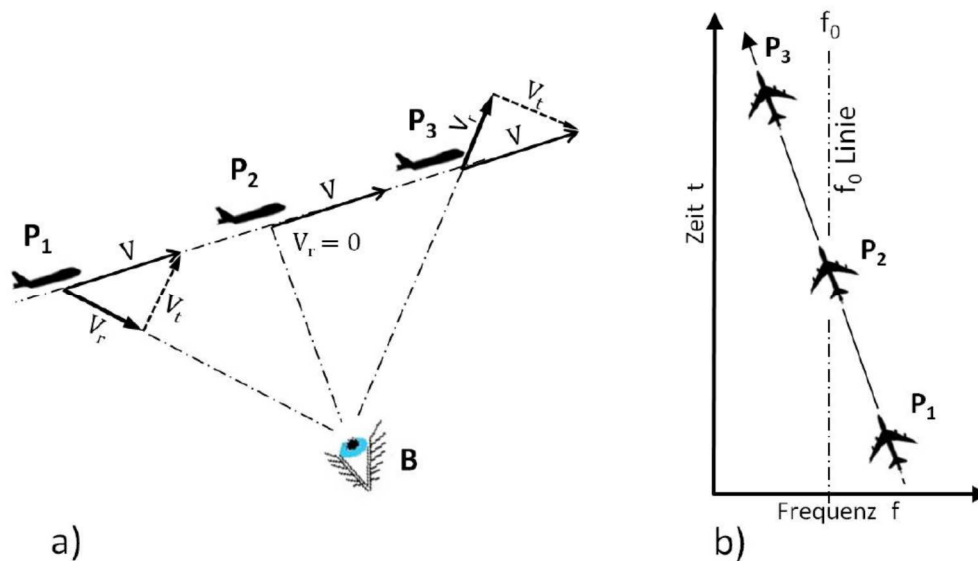 P₁
V
Vᵣ
Vₜ
P₂
V
Vᵣ = 0
P₃
Vᵣ
Vₜ
V
B
a)
f₀
P₃
f₀ Linie
Zeit t
P₂
P₁
Frequenz f
b)